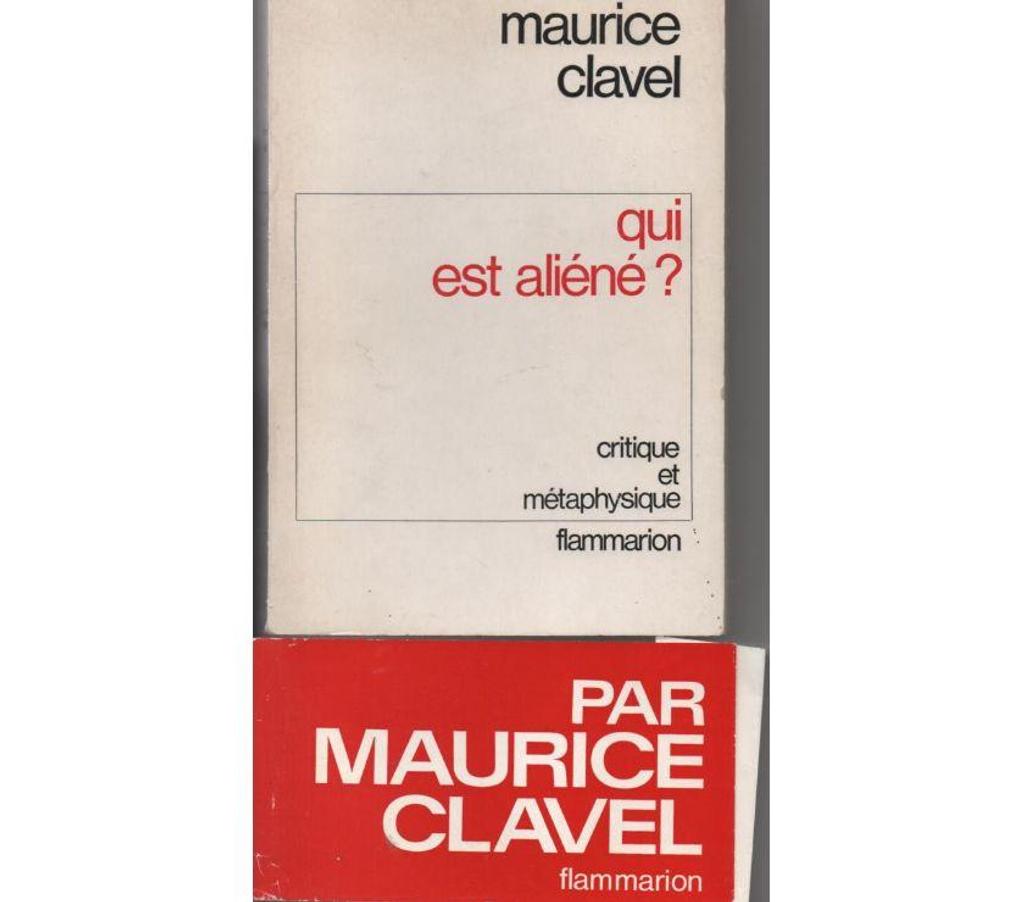 maurice
clavel
qui
est aliéné ?
critique
et
métaphysique
flammarion
PAR
MAURICE
CLAVEL
flammarion